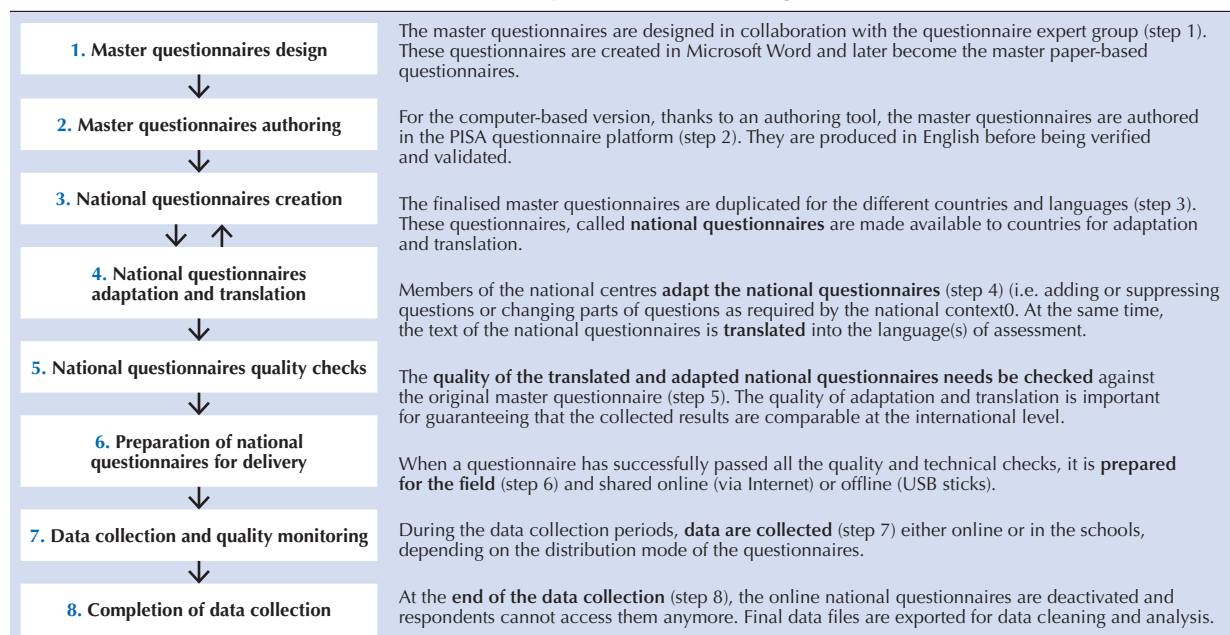 1. Master questionnaires design
The master questionnaires are designed in collaboration with the questionnaire expert group (step 1).
These questionnaires are created in Microsoft Word and later become the master paper-based
questionnaires.
2. Master questionnaires authoring
For the computer-based version, thanks to an authoring tool, the master questionnaires are authored
in the PISA questionnaire platform (step 2). They are produced in English before being verified
and validated.
3. National questionnaires creation
The finalised master questionnaires are duplicated for the different countries and languages (step 3).
These questionnaires, called national questionnaires are made available to countries for adaptation
and translation.
4. National questionnaires
adaptation and translation
Members of the national centres adapt the national questionnaires (step 4) (i.e. adding or suppressing
questions or changing parts of questions as required by the national context0. At the same time,
the text of the national questionnaires is translated into the language(s) of assessment.
5. National questionnaires quality checks
The quality of the translated and adapted national questionnaires needs be checked against
the original master questionnaire (step 5). The quality of adaptation and translation is important
for guaranteeing that the collected results are comparable at the international level.
6. Preparation of national
questionnaires for delivery
When a questionnaire has successfully passed all the quality and technical checks, it is prepared
for the field (step 6) and shared online (via Internet) or offline (USB sticks).
7. Data collection and quality monitoring
During the data collection periods, data are collected (step 7) either online or in the schools,
depending on the distribution mode of the questionnaires.
8. Completion of data collection
At the end of the data collection (step 8), the online national questionnaires are deactivated and
respondents cannot access them anymore. Final data files are exported for data cleaning and analysis.